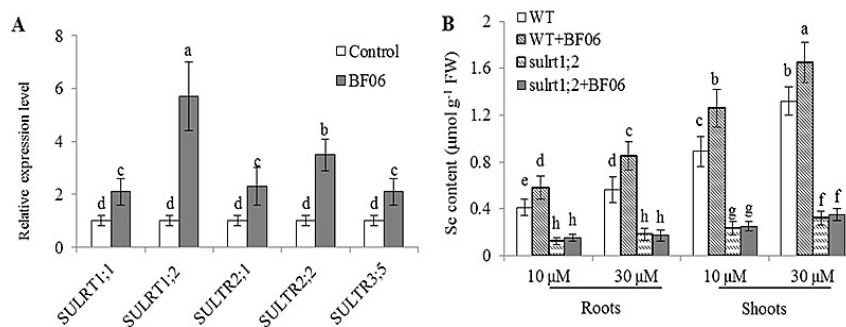 A
Relative expression level
8
6
4
2
0
Control
BF06
d
c
d
a
d
c
d
b
d
c
SULRT1;1
SULRT1;2
SULTR2;1
SULTR2;2
SULTR3;5
B
Se content (µmol g-1 FW)
2
1.6
1.2
0.8
0.4
0
WT
WT+BF06
sulrt1;2
sulrt1;2+BF06
e
d
h
h
d
c
h
h
c
b
g
g
b
a
f
f
10 µM
30 µM
10 µM
30 µM
Roots
Shoots